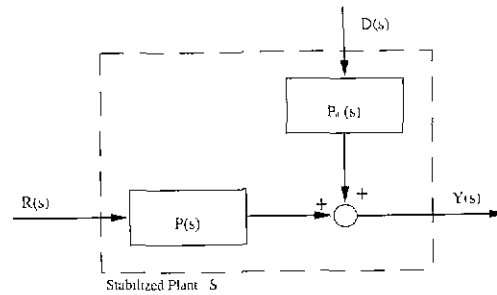 D(s)
Pd (s)
+
R(s)
+
Y(s)
P(s)
Stabilized Plant S